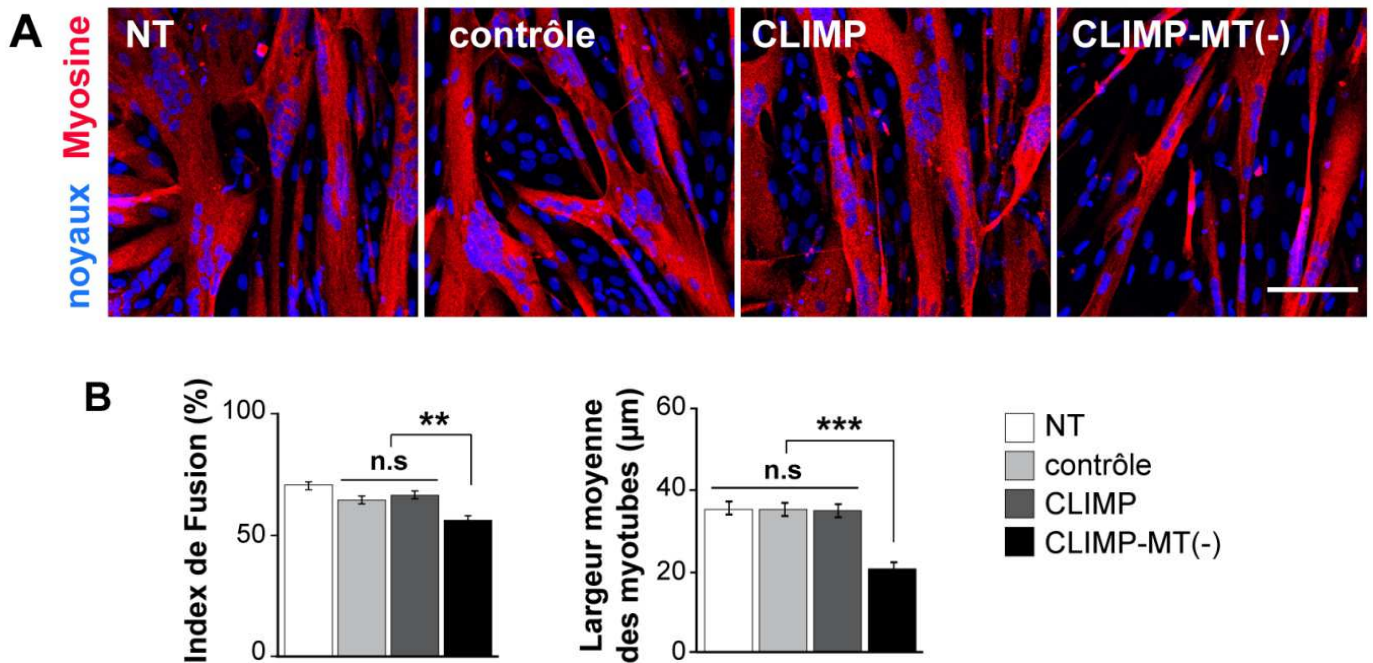 A
noyaux Myosine
NT
contrôle
CLIMP
CLIMP-MT(-)
B
Index de Fusion (%)
100
50
0
n.s
**
Largeur moyenne
des myotubes (µm)
60
40
20
0
n.s
***
NT
contrôle
CLIMP
CLIMP-MT(-)